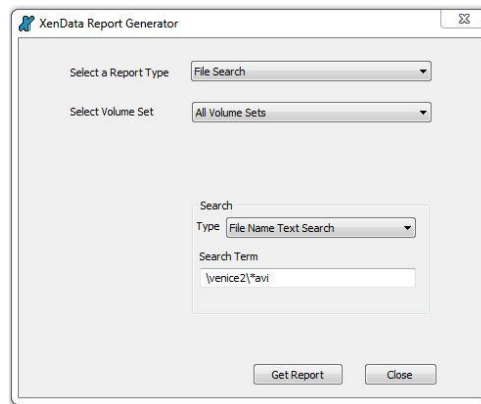 XenData Report Generator
Select a Report Type File Search
Select Volume Set All Volume Sets
Search
Type File Name Text Search
Search Term
\venice2\*avi
Get Report Close